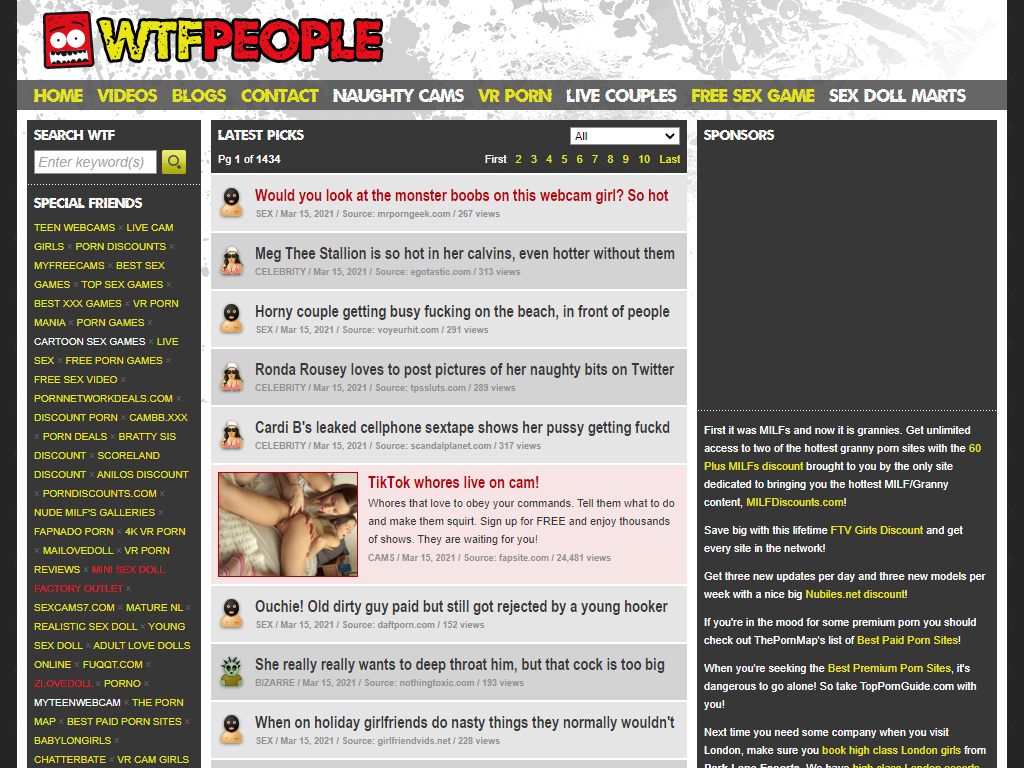 WTFPEOPLE
HOME VIDEOS BLOGS CONTACT NAUGHTY CAMS VR PORN LIVE COUPLES FREE SEX GAME SEX DOLL MARTS
SEARCH WTF
Enter keyword(s)
SPECIAL FRIENDS
TEEN WEBCAMS × LIVE CAM
GIRLS × PORN DISCOUNTS ×
MYFREECAMS × BEST SEX
GAMES × TOP SEX GAMES ×
BEST XXX GAMES × VR PORN
MANIA × PORN GAMES ×
CARTOON SEX GAMES × LIVE
SEX × FREE PORN GAMES ×
FREE SEX VIDEO ×
PORNNETWORKDEALS.COM ×
DISCOUNT PORN × CAMBB.XXX
× PORN DEALS × BRATTY SIS
DISCOUNT × SCORELAND
DISCOUNT × ANILOS DISCOUNT
× PORNDISCOUNTS.COM ×
NUDE MILF'S GALLERIES ×
FAPNADO PORN × 4K VR PORN
× MAILOVEDOLL × VR PORN
REVIEWS × MINI SEX DOLL
FACTORY OUTLET ×
SEXCAMS7.COM × MATURE NL ×
REALISTIC SEX DOLL × YOUNG
SEX DOLL × ADULT LOVE DOLLS
ONLINE × FUQQT.COM ×
ZLOVEDOLL × PORNO ×
MYTEENWEBCAM × THE PORN
MAP × BEST PAID PORN SITES ×
BABYLONGIRLS ×
CHATTERBATE × VR CAM GIRLS
LATEST PICKS
All
Pg 1 of 1434
First 2 3 4 5 6 7 8 9 10 Last
Would you look at the monster boobs on this webcam girl? So hot
SEX / Mar 15, 2021 / Source: mrporngeek.com / 267 views
Meg Thee Stallion is so hot in her calvins, even hotter without them
CELEBRITY / Mar 15, 2021 / Source: egotastic.com / 313 views
Horny couple getting busy fucking on the beach, in front of people
SEX / Mar 15, 2021 / Source: voyeurhit.com / 291 views
Ronda Rousey loves to post pictures of her naughty bits on Twitter
CELEBRITY / Mar 15, 2021 / Source: tpssluts.com / 289 views
Cardi B's leaked cellphone sextape shows her pussy getting fuckd
CELEBRITY / Mar 15, 2021 / Source: scandalplanet.com / 317 views
TikTok whores live on cam!
Whores that love to obey your commands. Tell them what to do
and make them squirt. Sign up for FREE and enjoy thousands
of shows. They are waiting for you!
CAMS / Mar 15, 2021 / Source: fapsite.com / 24,481 views
Ouchie! Old dirty guy paid but still got rejected by a young hooker
SEX / Mar 15, 2021 / Source: daftporn.com / 152 views
She really really wants to deep throat him, but that cock is too big
BIZARRE / Mar 15, 2021 / Source: nothingtoxic.com / 193 views
When on holiday girlfriends do nasty things they normally wouldn't
SEX / Mar 15, 2021 / Source: girlfriendvids.net / 228 views
SPONSORS
First it was MILFs and now it is grannies. Get unlimited
access to two of the hottest granny porn sites with the 60
Plus MILFs discount brought to you by the only site
dedicated to bringing you the hottest MILF/Granny
content, MILFDiscounts.com!
Save big with this lifetime FTV Girls Discount and get
every site in the network!
Get three new updates per day and three new models per
week with a nice big Nubiles.net discount!
If you're in the mood for some premium porn you should
check out ThePornMap's list of Best Paid Porn Sites!
When you're seeking the Best Premium Porn Sites, it's
dangerous to go alone! So take TopPornGuide.com with
you!
Next time you need some company when you visit
London, make sure you book high class London girls from
Park Lane Escorts. We have high class London escorts